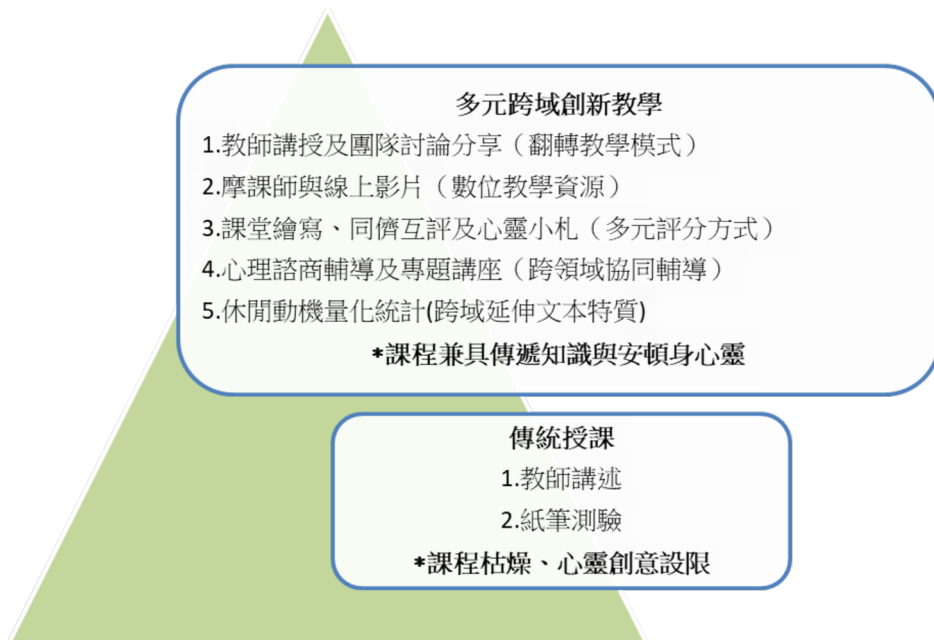 多元跨域創新教學
1.教師講授及團隊討論分享（翻轉教學模式）
2.摩課師與線上影片（數位教學資源）
3.課堂繪寫、同儕互評及心靈小札（多元評分方式）
4.心理諮商輔導及專題講座（跨領域協同輔導）
5.休閒動機量化統計(跨域延伸文本特質)
*課程兼具傳遞知識與安頓身心靈
傳統授課
1.教師講述
2.紙筆測驗
*課程枯燥、心靈創意設限